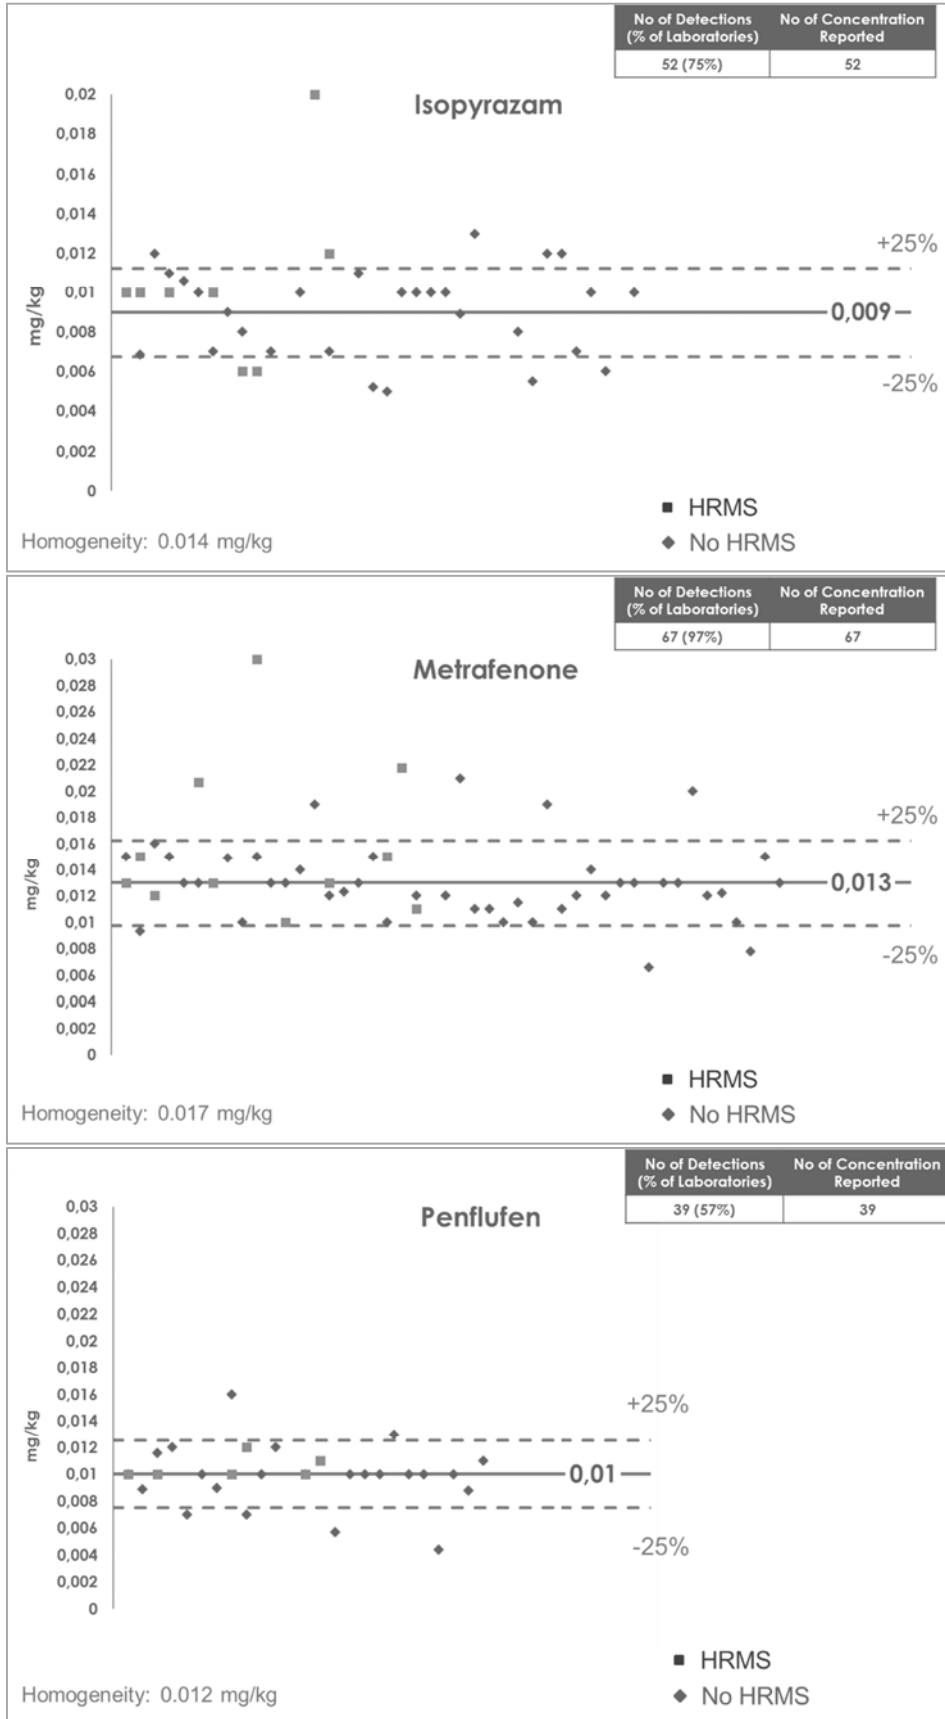 No of Detections No of Concentration
(% of Laboratories) Reported
52 (75%) 52
Isopyrazam
mg/kg
0,02
0,018
0,016
0,014
0,012
0,01
0,008
0,006
0,004
0,002
0
+25%
0,009
-25%
HRMS
No HRMS
Homogeneity: 0.014 mg/kg
No of Detections No of Concentration
(% of Laboratories) Reported
67 (97%) 67
Metrafenone
mg/kg
0,03
0,028
0,026
0,024
0,022
0,02
0,018
0,016
0,014
0,012
0,01
0,008
0,006
0,004
0,002
0
+25%
0,013
-25%
HRMS
No HRMS
Homogeneity: 0.017 mg/kg
No of Detections No of Concentration
(% of Laboratories) Reported
39 (57%) 39
Penflufen
mg/kg
0,03
0,028
0,026
0,024
0,022
0,02
0,018
0,016
0,014
0,012
0,01
0,008
0,006
0,004
0,002
0
+25%
0,01
-25%
HRMS
No HRMS
Homogeneity: 0.012 mg/kg